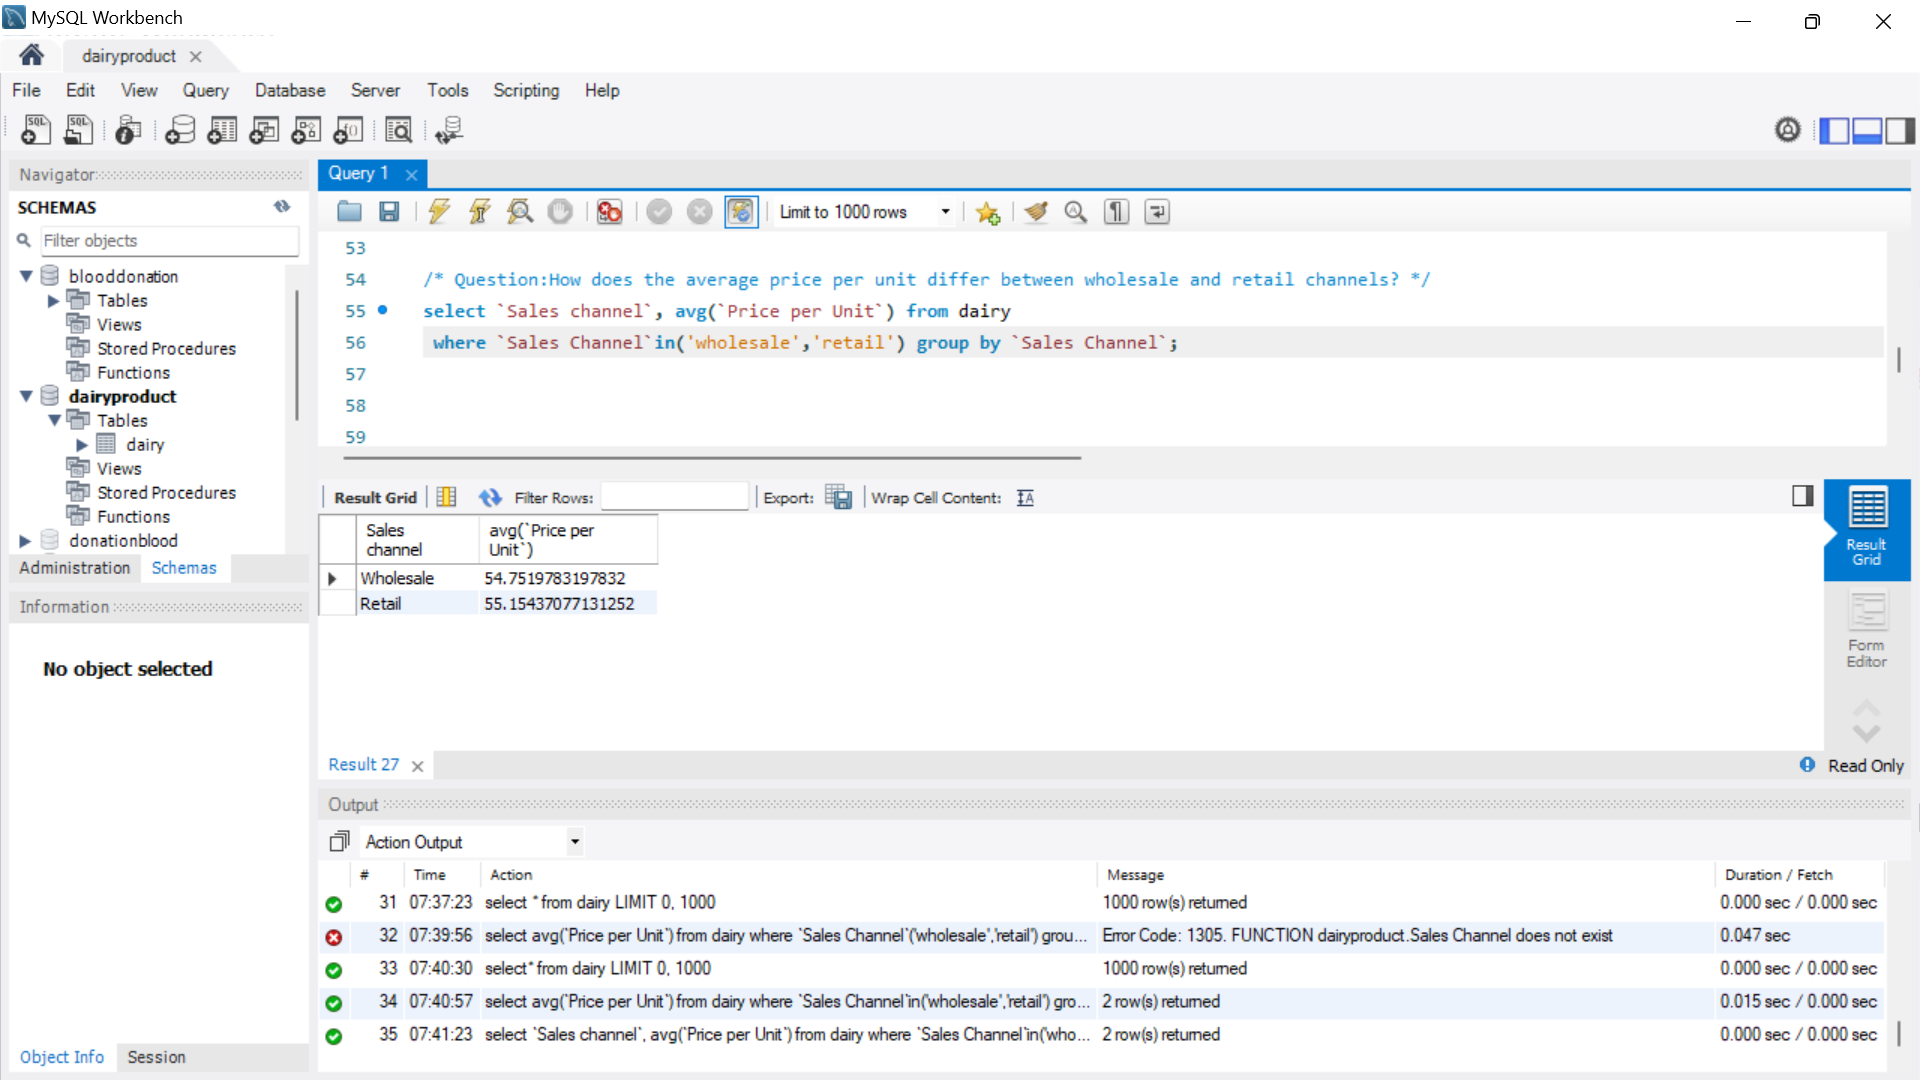 MySQL Workbench
dairyproduct
File Edit View Query Database Server Tools Scripting Help
Navigator
SCHEMAS
Filter objects
blooddonation
Tables
Views
Stored Procedures
Functions
dairyproduct
Tables
dairy
Views
Stored Procedures
Functions
donationblood
Administration Schemas
Information
No object selected
Object Info Session
Query 1
Limit to 1000 rows
53
54 /* Question:How does the average price per unit differ between wholesale and retail channels? */
55 select `Sales channel`, avg(`Price per Unit`) from dairy
56 where `Sales Channel`in('wholesale','retail') group by `Sales Channel`;
57
58
59
Result Grid Filter Rows: Export: Wrap Cell Content:
Sales channel avg(`Price per Unit`)
Wholesale 54.7519783197832
Retail 55.15437077131252
Result Grid
Form Editor
Result 27
Read Only
Output
Action Output
# Time Action Message Duration / Fetch
31 07:37:23 select * from dairy LIMIT 0, 1000 1000 row(s) returned 0.000 sec / 0.000 sec
32 07:39:56 select avg(`Price per Unit`) from dairy where `Sales Channel`('wholesale','retail') grou... Error Code: 1305. FUNCTION dairyproduct.Sales Channel does not exist 0.047 sec
33 07:40:30 select* from dairy LIMIT 0, 1000 1000 row(s) returned 0.000 sec / 0.000 sec
34 07:40:57 select avg(`Price per Unit`) from dairy where `Sales Channel`in('wholesale','retail') gro... 2 row(s) returned 0.015 sec / 0.000 sec
35 07:41:23 select `Sales channel`, avg(`Price per Unit`) from dairy where `Sales Channel`in('who... 2 row(s) returned 0.000 sec / 0.000 sec